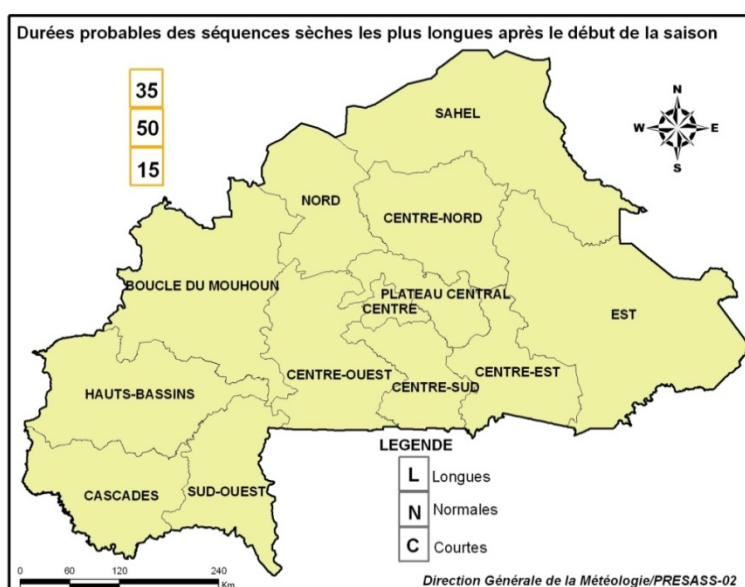 Durées probables des séquences sèches les plus longues après le début de la saison
35
50
15
N
W
E
S
SAHEL
NORD
CENTRE-NORD
BOUCLE DU MOUHOUN
PLATEAU CENTRAL
CENTRE
EST
CENTRE-OUEST
CENTRE-EST
CENTRE-SUD
HAUTS-BASSINS
CASCADES
SUD-OUEST
LEGENDE
L Longues
N Normales
C Courtes
0 60 120 240
Km
Direction Générale de la Météologie/PRESASS-02